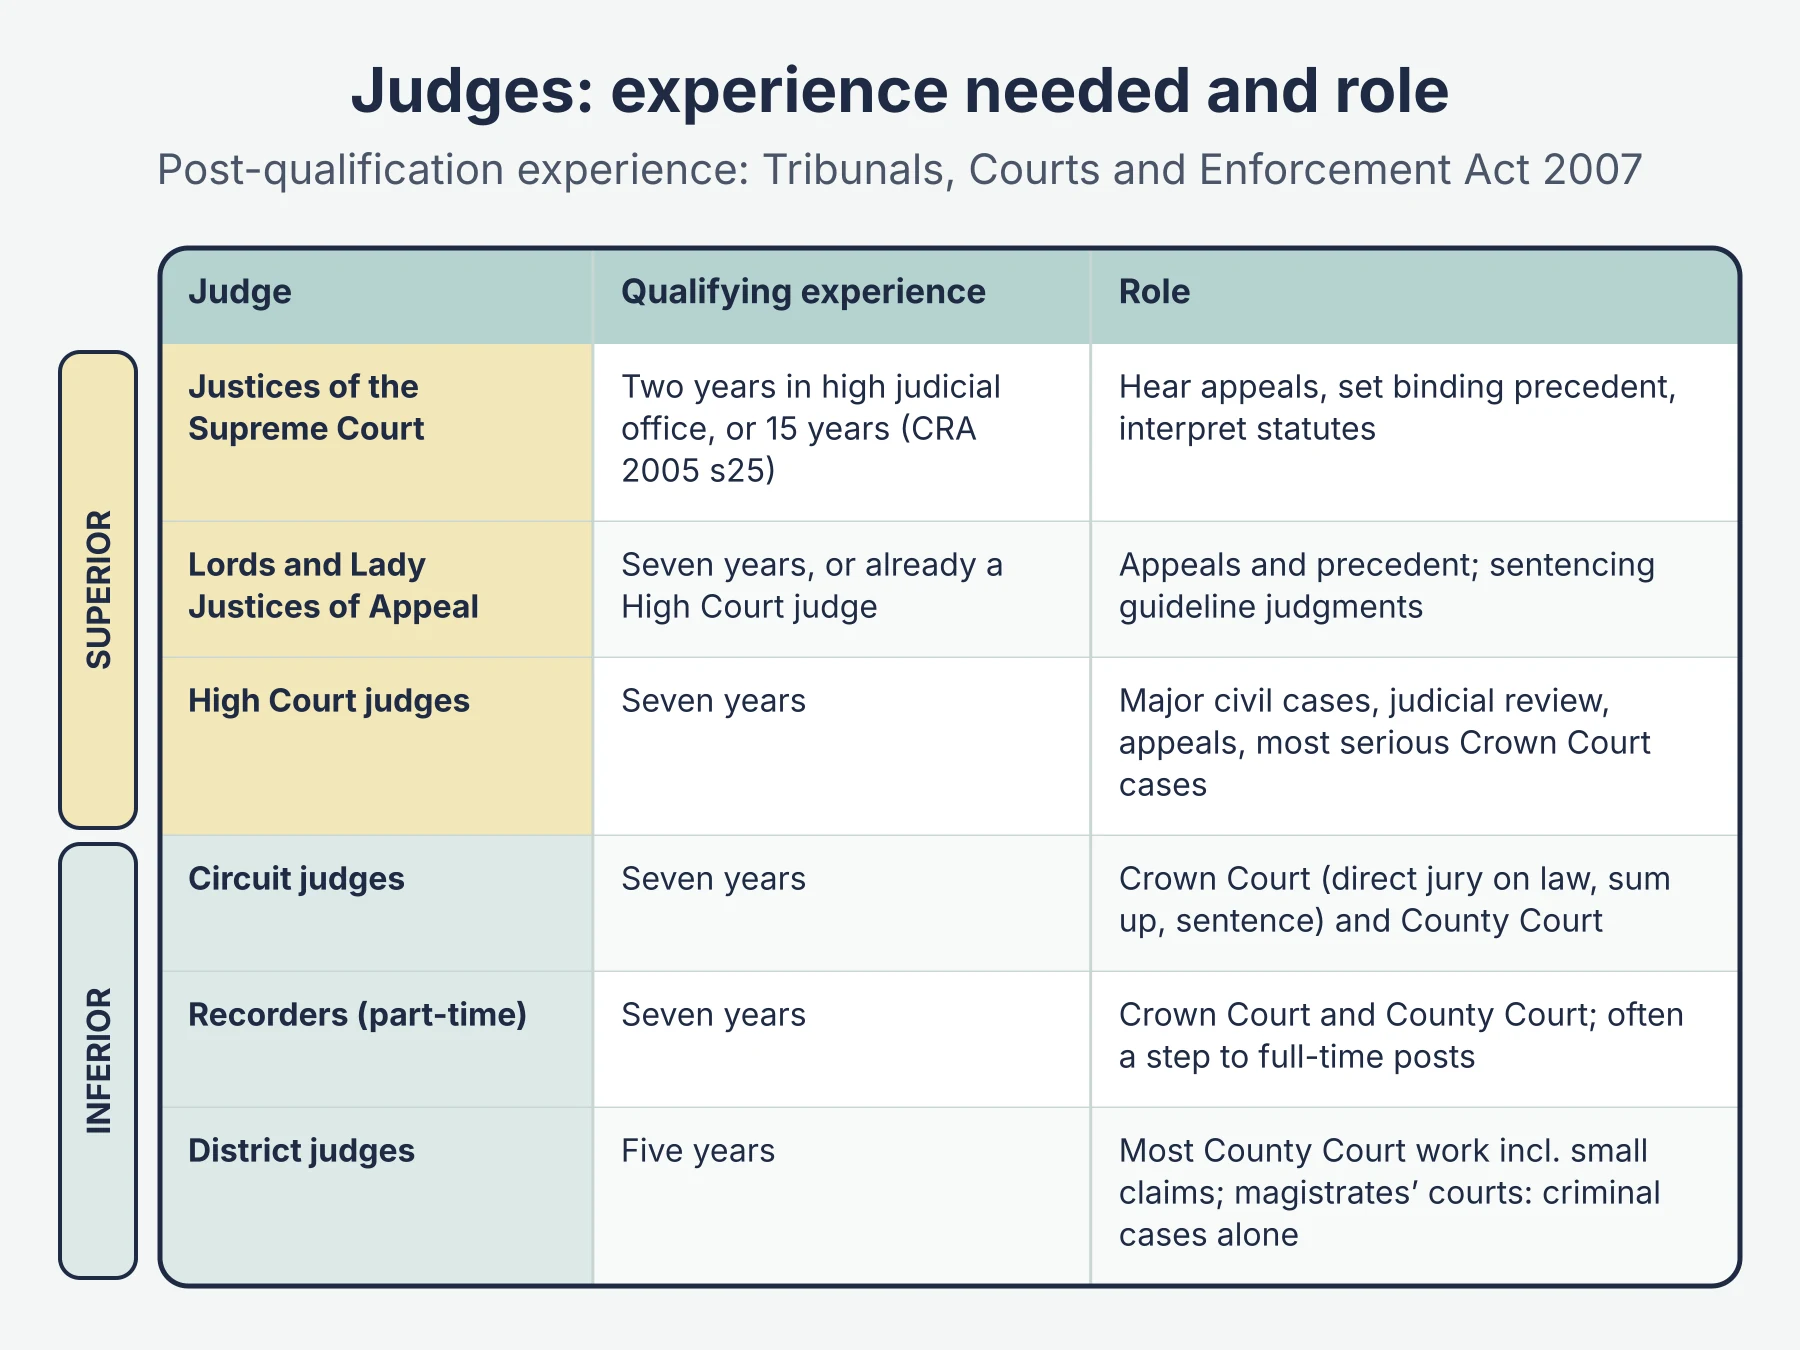 Judges: experience needed and role
Post-qualification experience: Tribunals, Courts and Enforcement Act 2007
Judge
Qualifying experience
Role
SUPERIOR
Justices of the
Supreme Court
Two years in high judicial
office, or 15 years (CRA
2005 s25)
Hear appeals, set binding precedent,
interpret statutes
Lords and Lady
Justices of Appeal
Seven years, or already a
High Court judge
Appeals and precedent; sentencing
guideline judgments
High Court judges
Seven years
Major civil cases, judicial review,
appeals, most serious Crown Court
cases
INFERIOR
Circuit judges
Seven years
Crown Court (direct jury on law, sum
up, sentence) and County Court
Recorders (part-time)
Seven years
Crown Court and County Court; often
a step to full-time posts
District judges
Five years
Most County Court work incl. small
claims; magistrates’ courts: criminal
cases alone